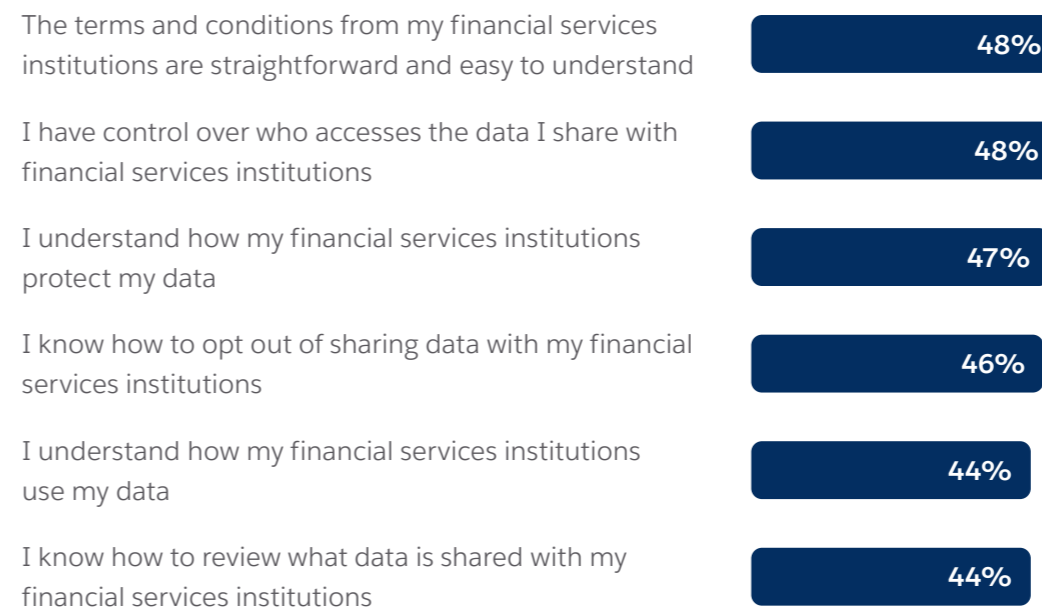 The terms and conditions from my financial services
institutions are straightforward and easy to understand
48%
I have control over who accesses the data I share with
financial services institutions
48%
I understand how my financial services institutions
protect my data
47%
I know how to opt out of sharing data with my financial
services institutions
46%
I understand how my financial services institutions
use my data
44%
I know how to review what data is shared with my
financial services institutions
44%